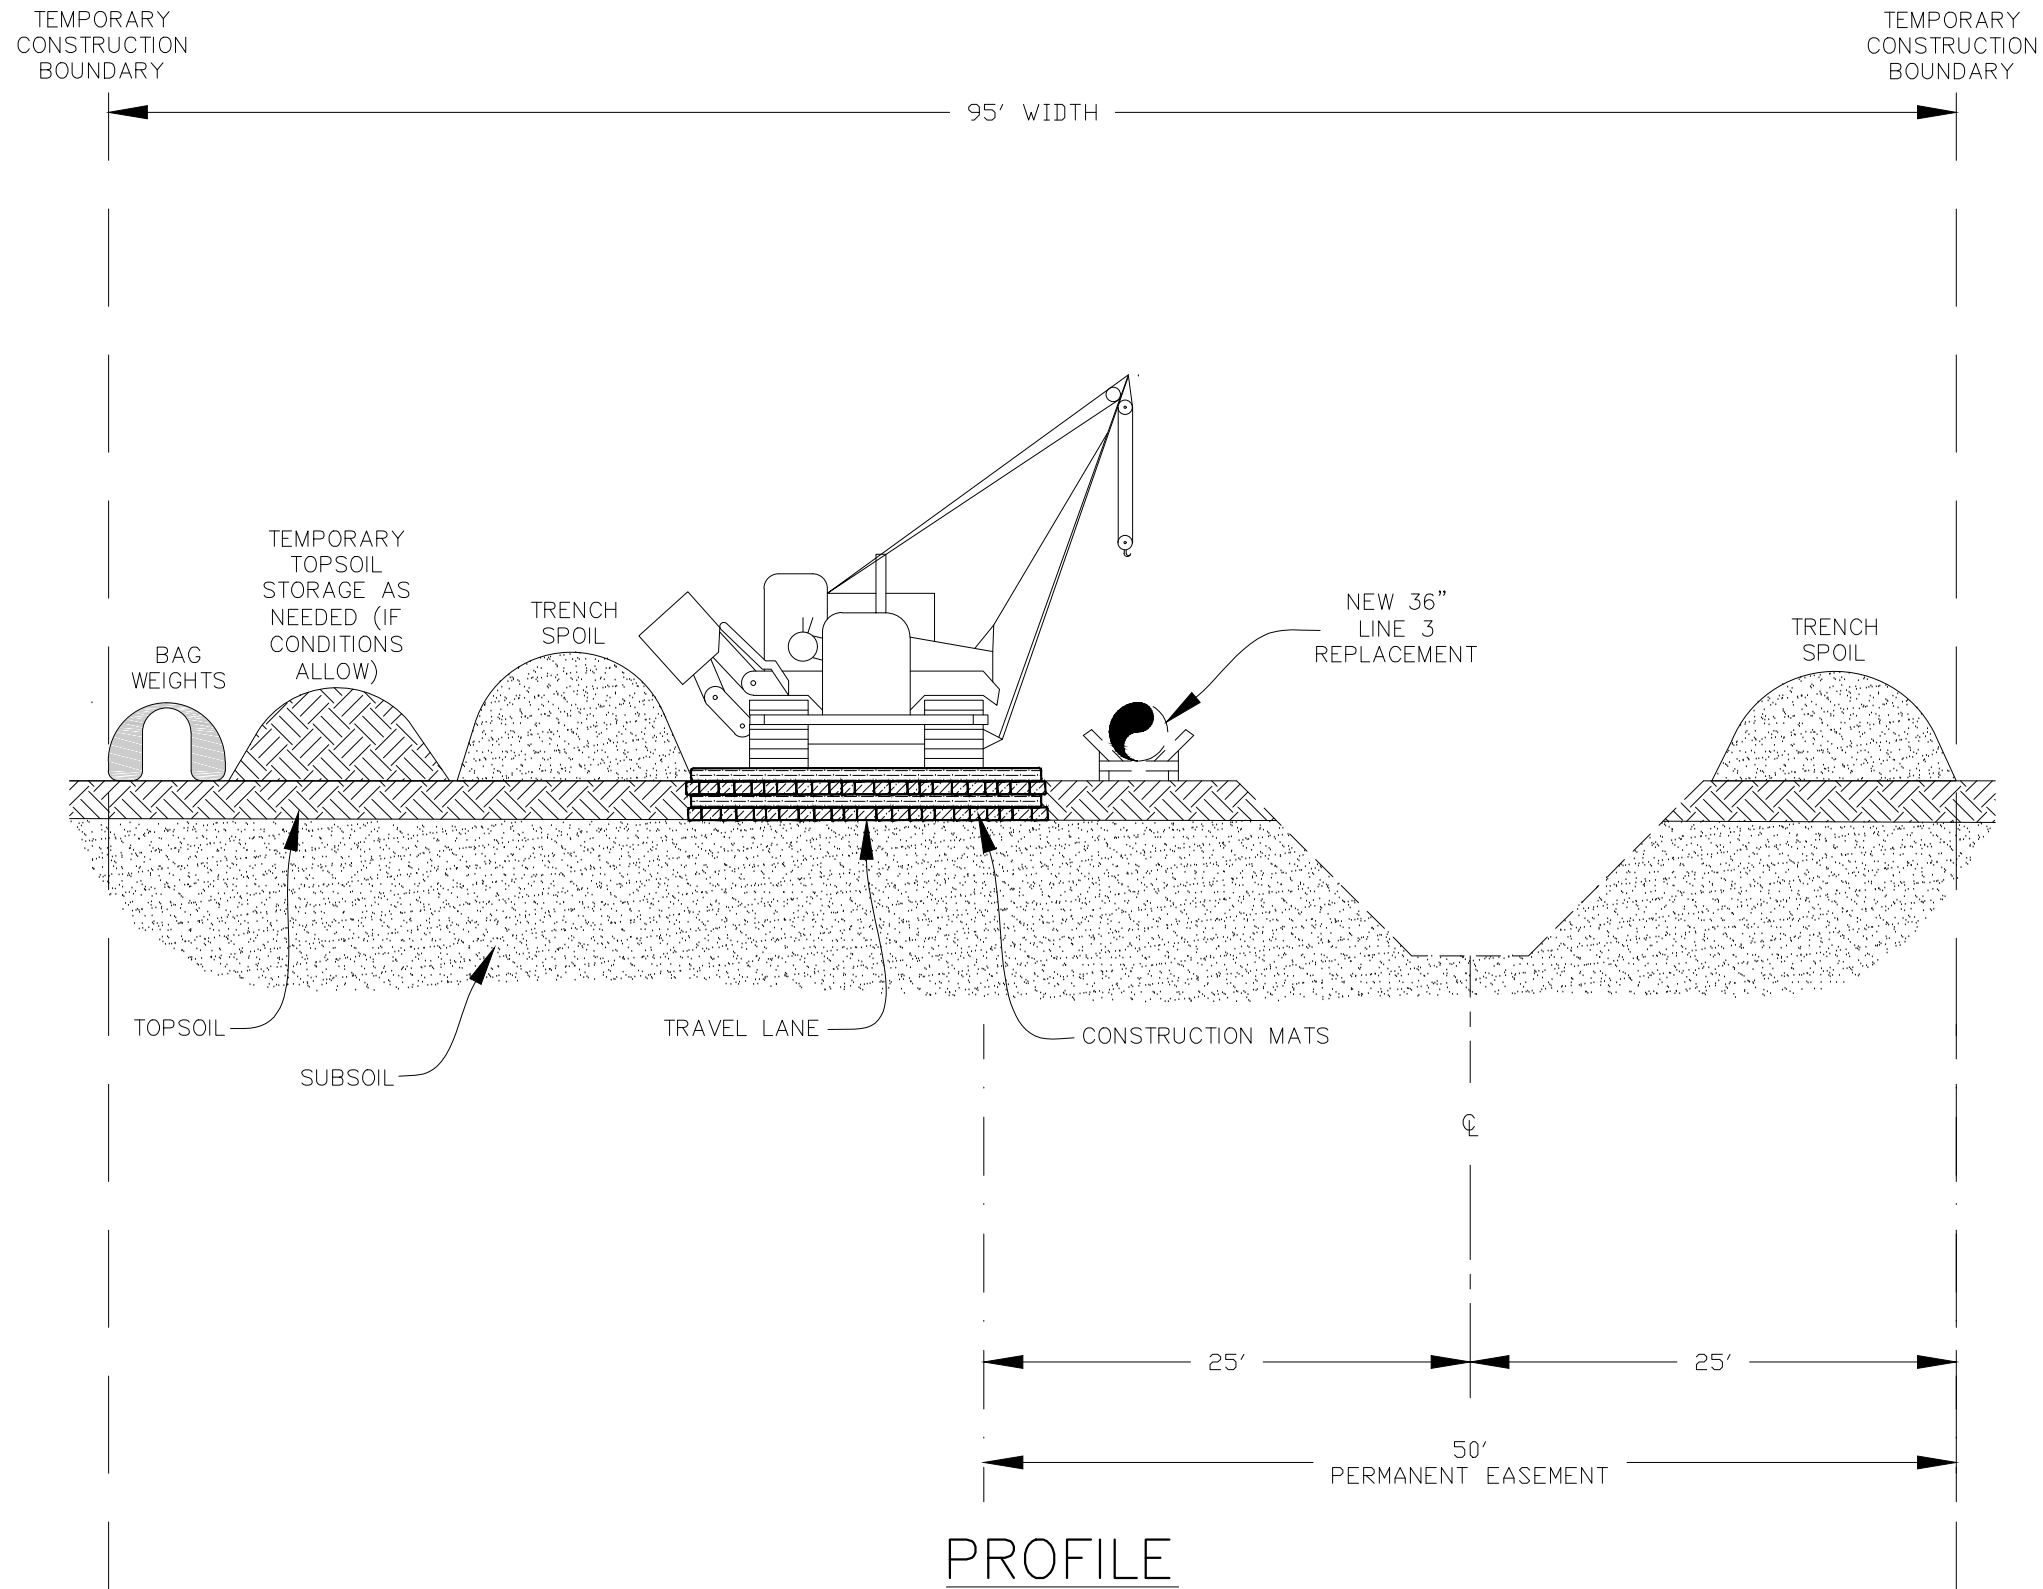 TEMPORARY
CONSTRUCTION
BOUNDARY
TEMPORARY
CONSTRUCTION
BOUNDARY
95' WIDTH
TEMPORARY
TOPSOIL
STORAGE AS
NEEDED (IF
CONDITIONS
ALLOW)
TRENCH
SPOIL
BAG
WEIGHTS
NEW 36"
LINE 3
REPLACEMENT
TRENCH
SPOIL
TOPSOIL
TRAVEL LANE
CONSTRUCTION MATS
SUBSOIL
℄
25'
25'
50'
PERMANENT EASEMENT
PROFILE